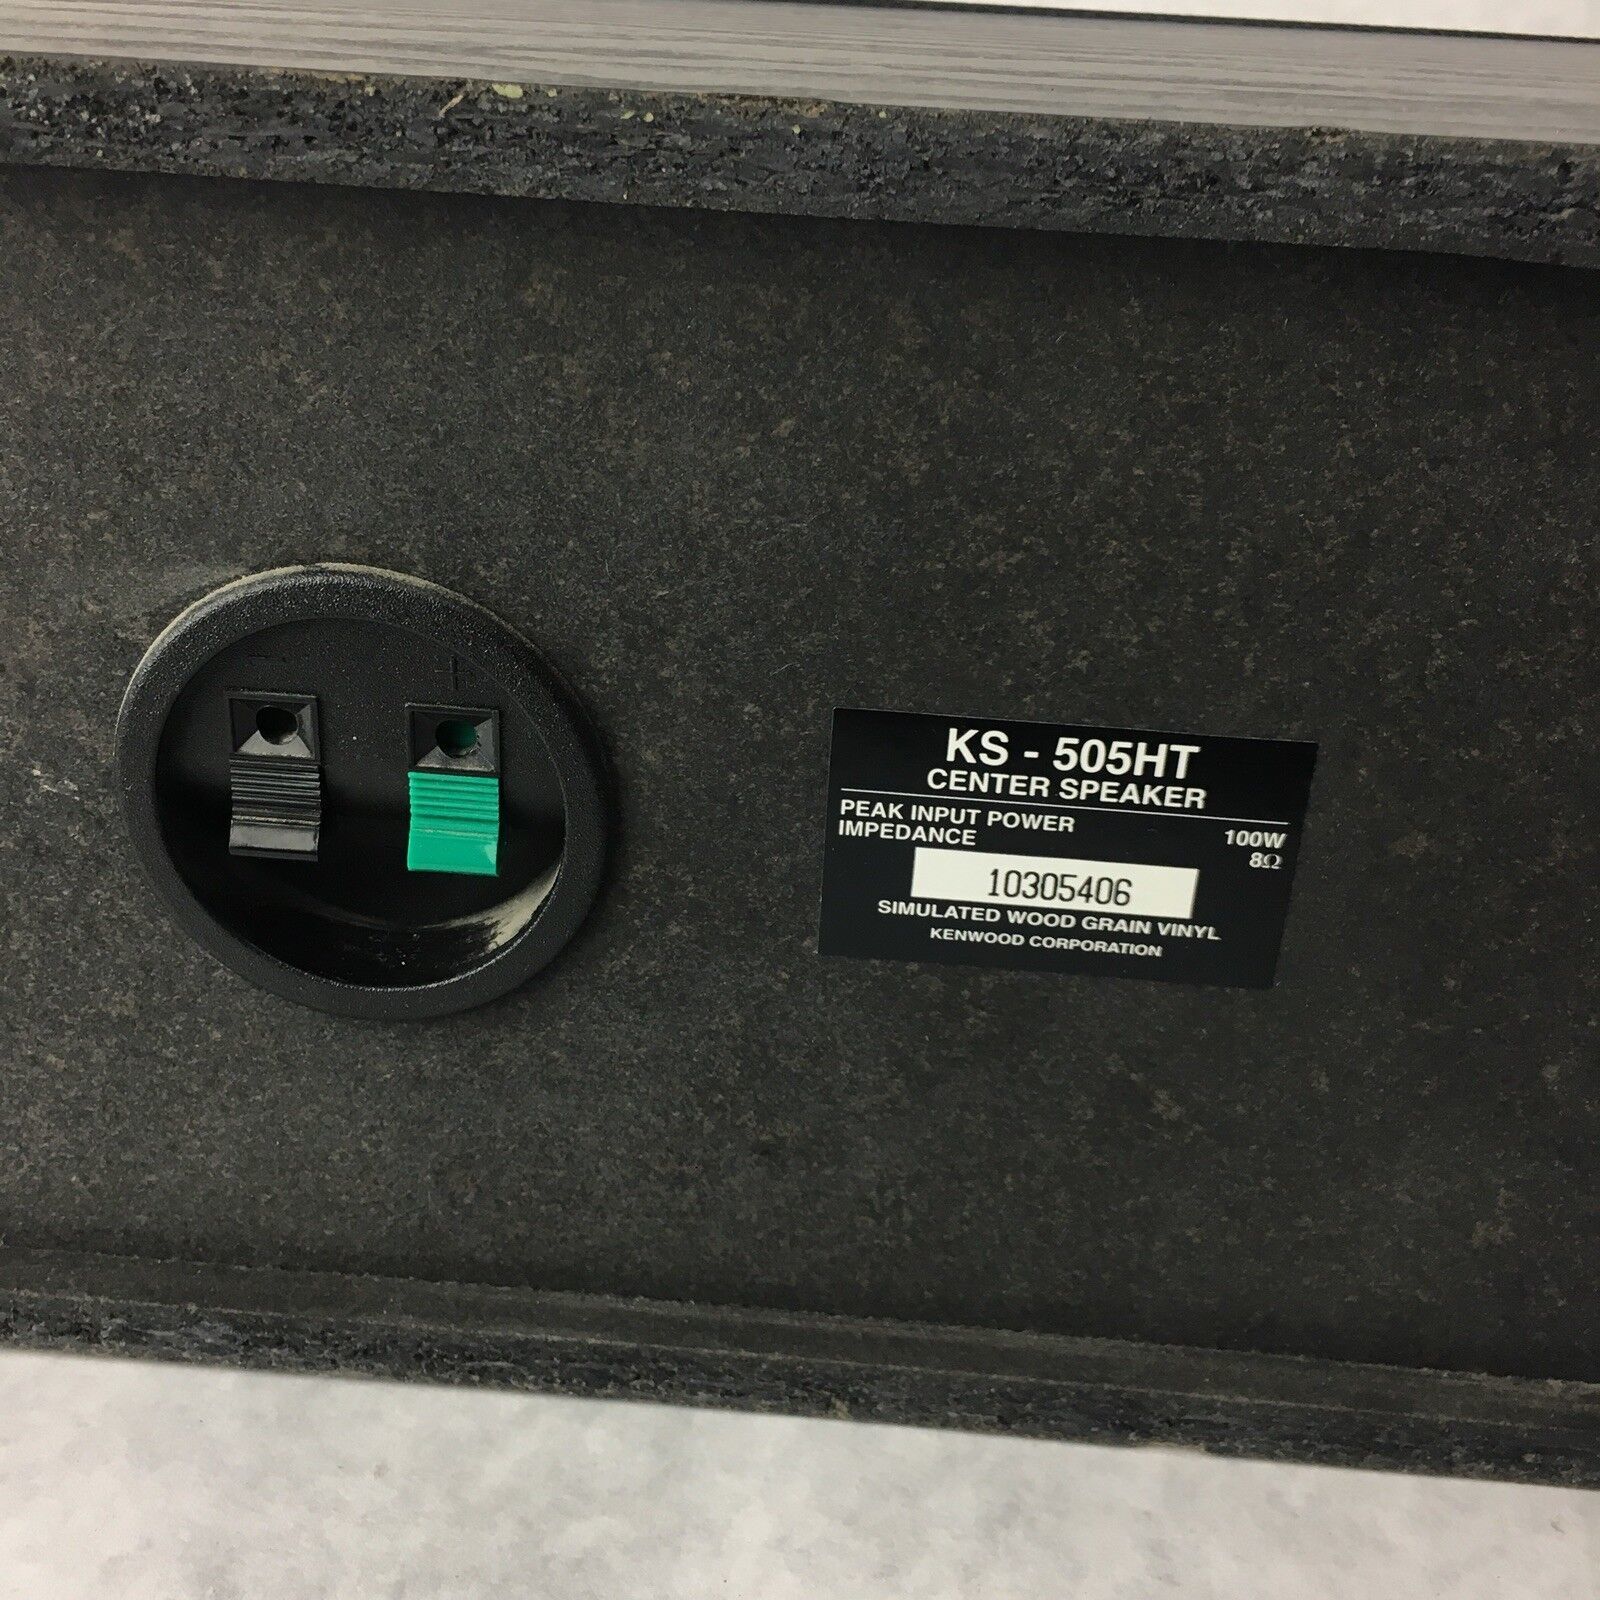 - +
KS - 505HT
CENTER SPEAKER
PEAK INPUT POWER 100W
IMPEDANCE 8Ω
10305406
SIMULATED WOOD GRAIN VINYL
KENWOOD CORPORATION